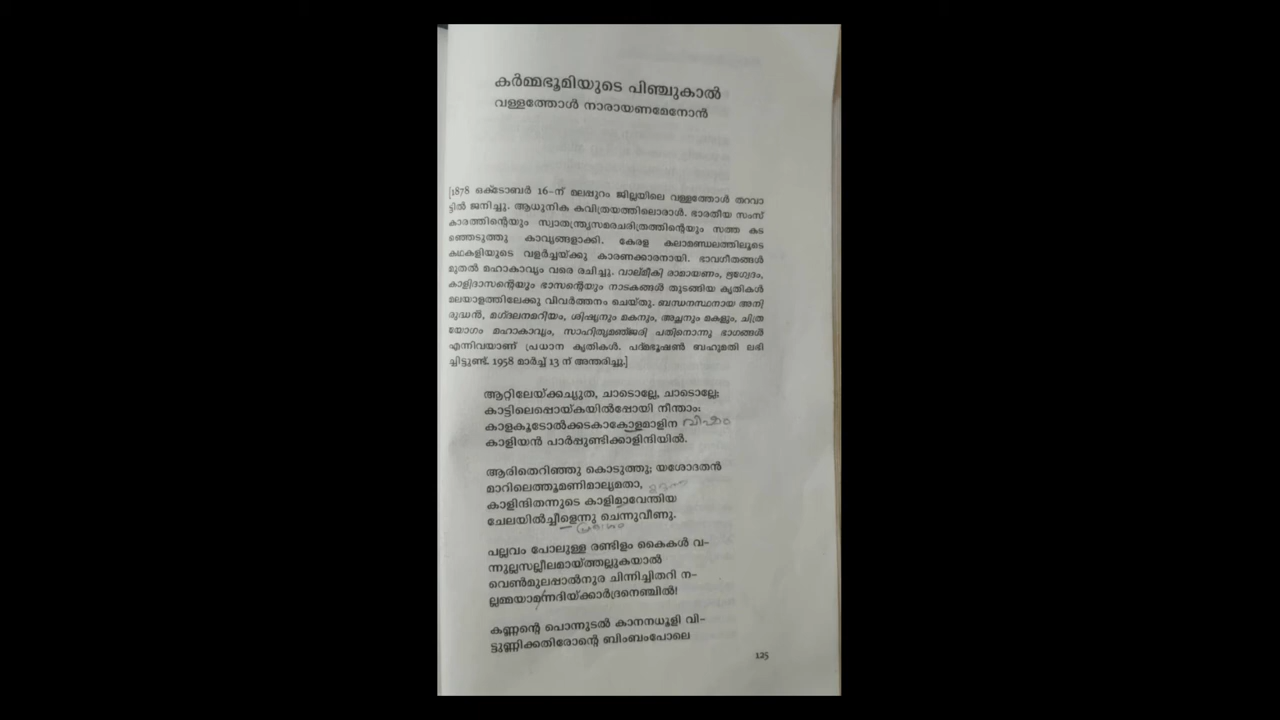 കർമ്മഭൂമിയുടെ പിഞ്ചുകാൽ
വള്ളത്തോൾ നാരായണമേനോൻ
[1878 ഒക്ടോബർ 16-ന് മലപ്പുറം ജില്ലയിലെ വള്ളത്തോൾ തറവാ
ട്ടിൽ ജനിച്ചു. ആധുനിക കവിത്രയത്തിലൊരാൾ. ഭാരതീയ സംസ്
കാരത്തിന്റെയും സ്വാതന്ത്ര്യസമരചരിത്രത്തിന്റെയും സത്ത കട
ഞ്ഞെടുത്തു കാവ്യങ്ങളാക്കി. കേരള കലാമണ്ഡലത്തിലൂടെ
കഥകളിയുടെ വളർച്ചയ്ക്കു കാരണക്കാരനായി. ഭാവഗീതങ്ങൾ
മുതൽ മഹാകാവ്യം വരെ രചിച്ചു. വാല്മീകി രാമായണം, ഋഗ്വേദം,
കാളിദാസന്റെയും ഭാസന്റെയും നാടകങ്ങൾ തുടങ്ങിയ കൃതികൾ
മലയാളത്തിലേക്കു വിവർത്തനം ചെയ്തു. ബന്ധനസ്ഥനായ അനി
രുദ്ധൻ, മഗ്ദലനമറിയം, ശിഷ്യനും മകനും, അച്ഛനും മകളും, ചിത്ര
യോഗം മഹാകാവ്യം, സാഹിത്യമഞ്ജരി പതിനൊന്നു ഭാഗങ്ങൾ
എന്നിവയാണ് പ്രധാന കൃതികൾ. പദ്മഭൂഷൺ ബഹുമതി ലഭി
ച്ചിട്ടുണ്ട്. 1958 മാർച്ച് 13 ന് അന്തരിച്ചു.]
ആറ്റിലേയ്ക്കച്യുത, ചാടൊല്ലേ, ചാടൊല്ലേ;
കാട്ടിലെപ്പൊയ്കയിൽപ്പോയി നീന്താം:
കാളകൂടോൽക്കടകാകോളമാളിന വിഷം
കാളിയൻ പാർപ്പുണ്ടിക്കാളിന്ദിയിൽ.
ആരിതെറിഞ്ഞു കൊടുത്തൂ; യശോദതൻ
മാറിലെത്തൂമണിമാല്യമതാ,
കാളിന്ദിതന്നുടെ കാളിമാവേന്തിയ
ചേലയിൽച്ചീളെന്നു ചെന്നുവീണു.
പല്ലവം പോലുള്ള രണ്ടിളം കൈകൾ വ-
ന്നുല്ലസല്ലീലമായ്ത്തല്ലുകയാൽ
വെൺമുലപ്പാൽനുര ചിന്നിച്ചിതറി ന-
ല്ലമ്മയാമന്നദിയ്ക്കാർദ്രനെഞ്ചിൽ!
കണ്ണന്റെ പൊന്നുടൽ കാനനധൂളി വി-
ട്ടുണ്ണിക്കതിരോന്റെ ബിംബംപോലെ
125